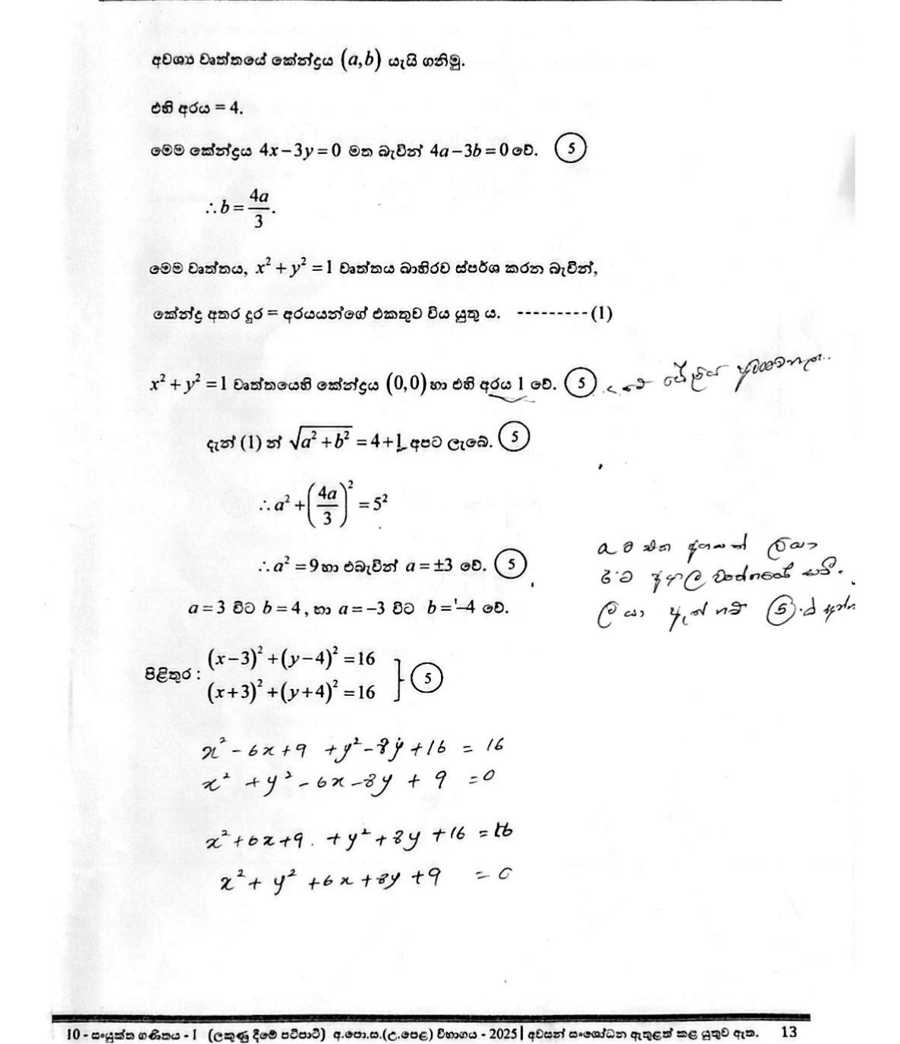 අවශ්‍ය වෘත්තයේ කේන්ද්‍රය (a,b) යැයි ගනිමු.
එහි අරය = 4.
මෙම කේන්ද්‍රය 4x−3y=0 මත බැවින් 4a−3b=0 වේ. (5)
∴b=4a/3.
මෙම වෘත්තය, x²+y²=1 වෘත්තය බාහිරව ස්පර්ශ කරන බැවින්,
කේන්ද්‍ර අතර දුර = අරයයන්ගේ එකතුව විය යුතු ය. ---------(1)
x²+y²=1 වෘත්තයෙහි කේන්ද්‍රය (0,0) හා එහි අරය 1 වේ. (5)
දැන් (1) න් √(a²+b²)=4+1 අපට ලැබේ. (5)
∴a²+(4a/3)²=5²
∴a²=9 හා එබැවින් a=±3 වේ. (5)
a=3 විට b=4, හා a=−3 විට b=−4 වේ.
පිළිතුර : (x−3)²+(y−4)²=16
(x+3)²+(y+4)²=16 (5)
x²-6x+9 +y²-8y+16 = 16
x²+y²-6x-8y+9 =0
x²+6x+9. +y²+8y+16 =16
x²+y²+6x+8y+9 =0
10 - සංයුක්ත ගණිතය - I (ලකුණු දීමේ පටිපාටි) අ.පො.ස.(උ.පෙළ) විභාගය - 2025 | අවසන් සංශෝධන ඇතුළත් කළ යුතුව ඇත. 13